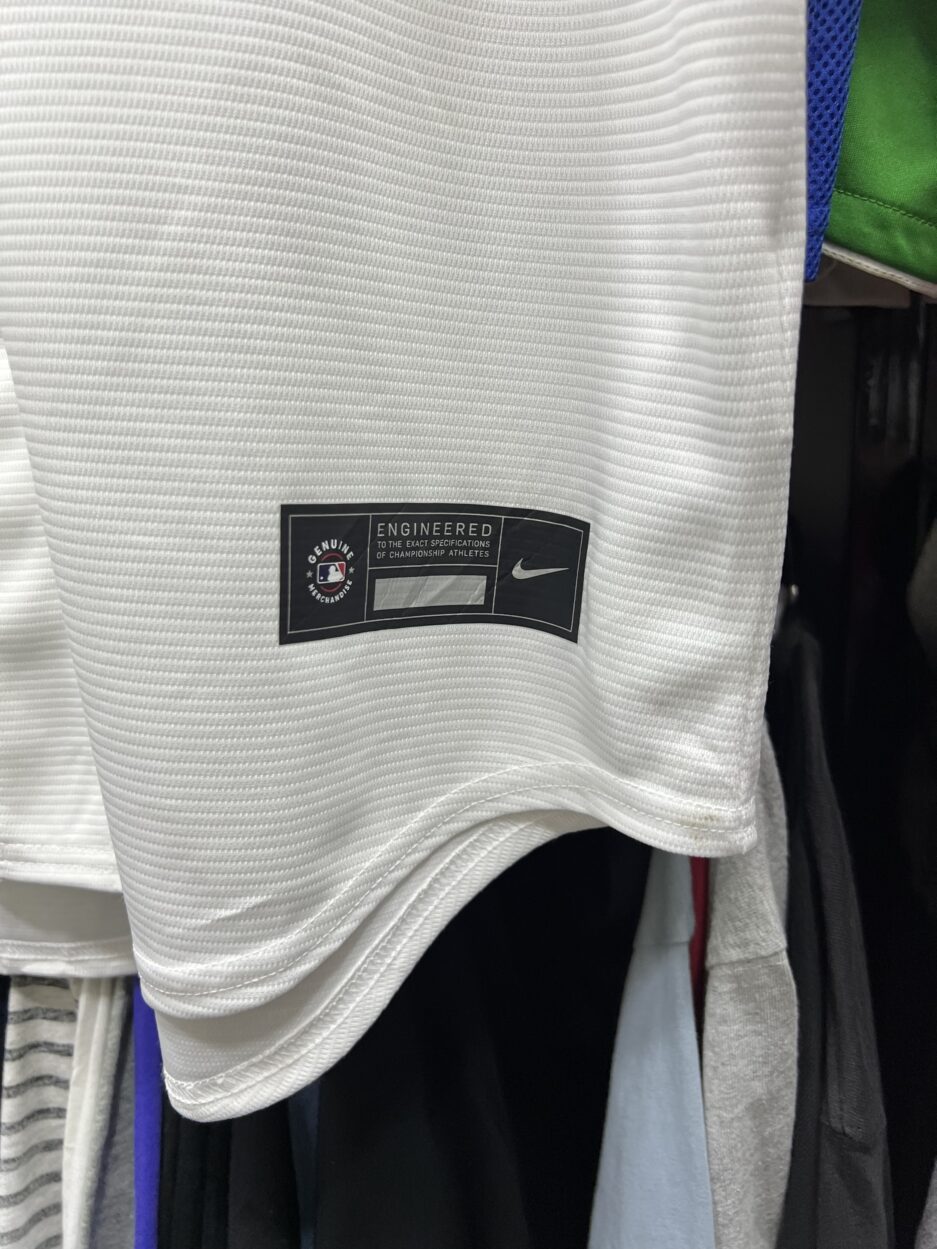 GENUINE
MERCHANDISE
ENGINEERED
TO THE EXACT SPECIFICATIONS
OF CHAMPIONSHIP ATHLETES